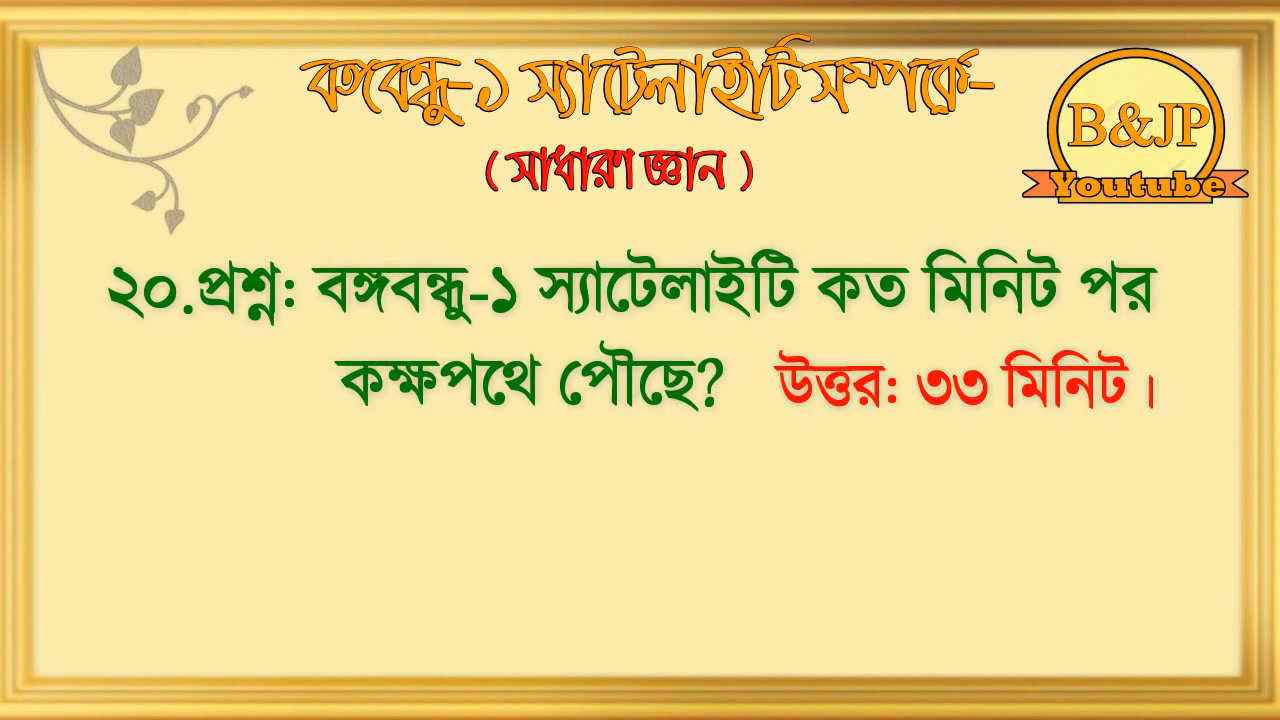 বঙ্গবন্ধু-১ স্যাটেলাইট সম্পর্কে-
( সাধারণ জ্ঞান )
B&JP
Youtube
২০.প্রশ্ন: বঙ্গবন্ধু-১ স্যাটেলাইটি কত মিনিট পর
কক্ষপথে পৌছে? উত্তর: ৩৩ মিনিট।